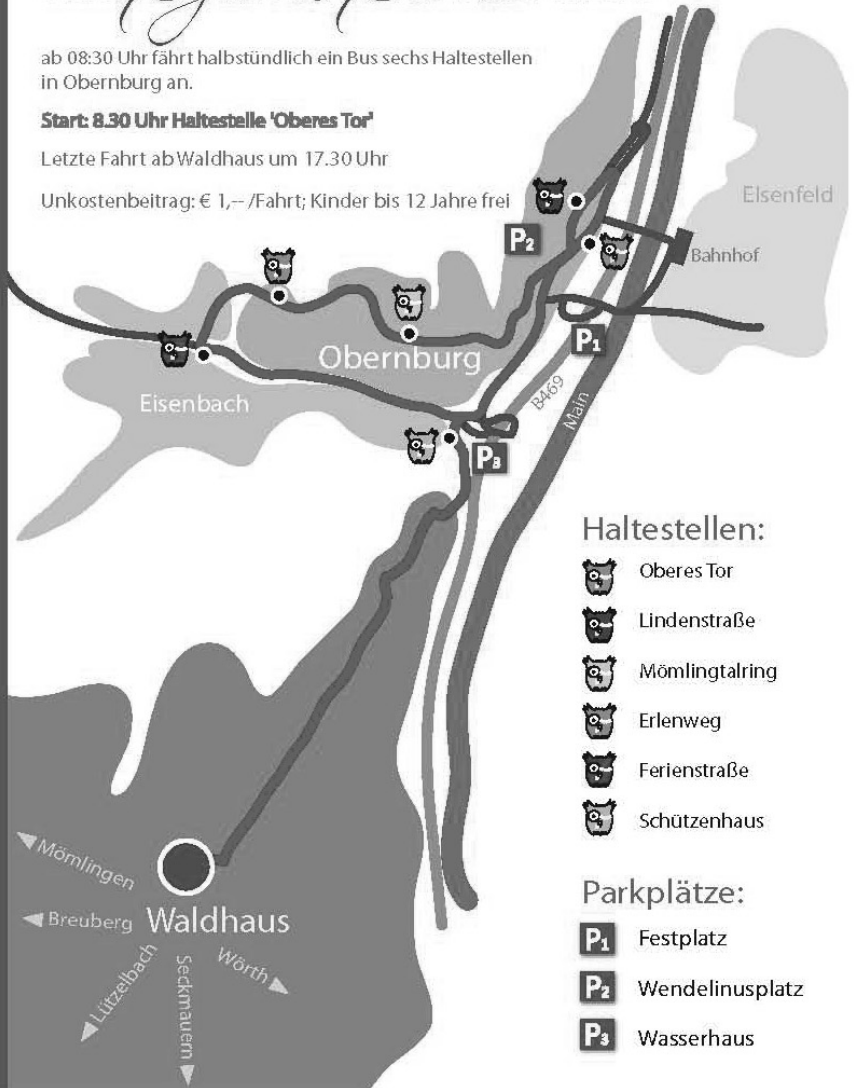 ab 08:30 Uhr fährt halbstündlich ein Bus sechs Haltestellen
in Obernburg an.
Start: 8.30 Uhr Haltestelle 'Oberes Tor'
Letzte Fahrt ab Waldhaus um 17.30 Uhr
Unkostenbeitrag: € 1,-- /Fahrt; Kinder bis 12 Jahre frei
Elsenfeld
P2
Bahnhof
P1
Obernburg
B469
Main
Eisenbach
P3
Haltestellen:
Oberes Tor
Lindenstraße
Mömlingtalring
Erlenweg
Ferienstraße
Schützenhaus
Mömlingen
Breuberg
Waldhaus
Lützelbach
Seckmauern
Wörth
Parkplätze:
P1 Festplatz
P2 Wendelinusplatz
P3 Wasserhaus